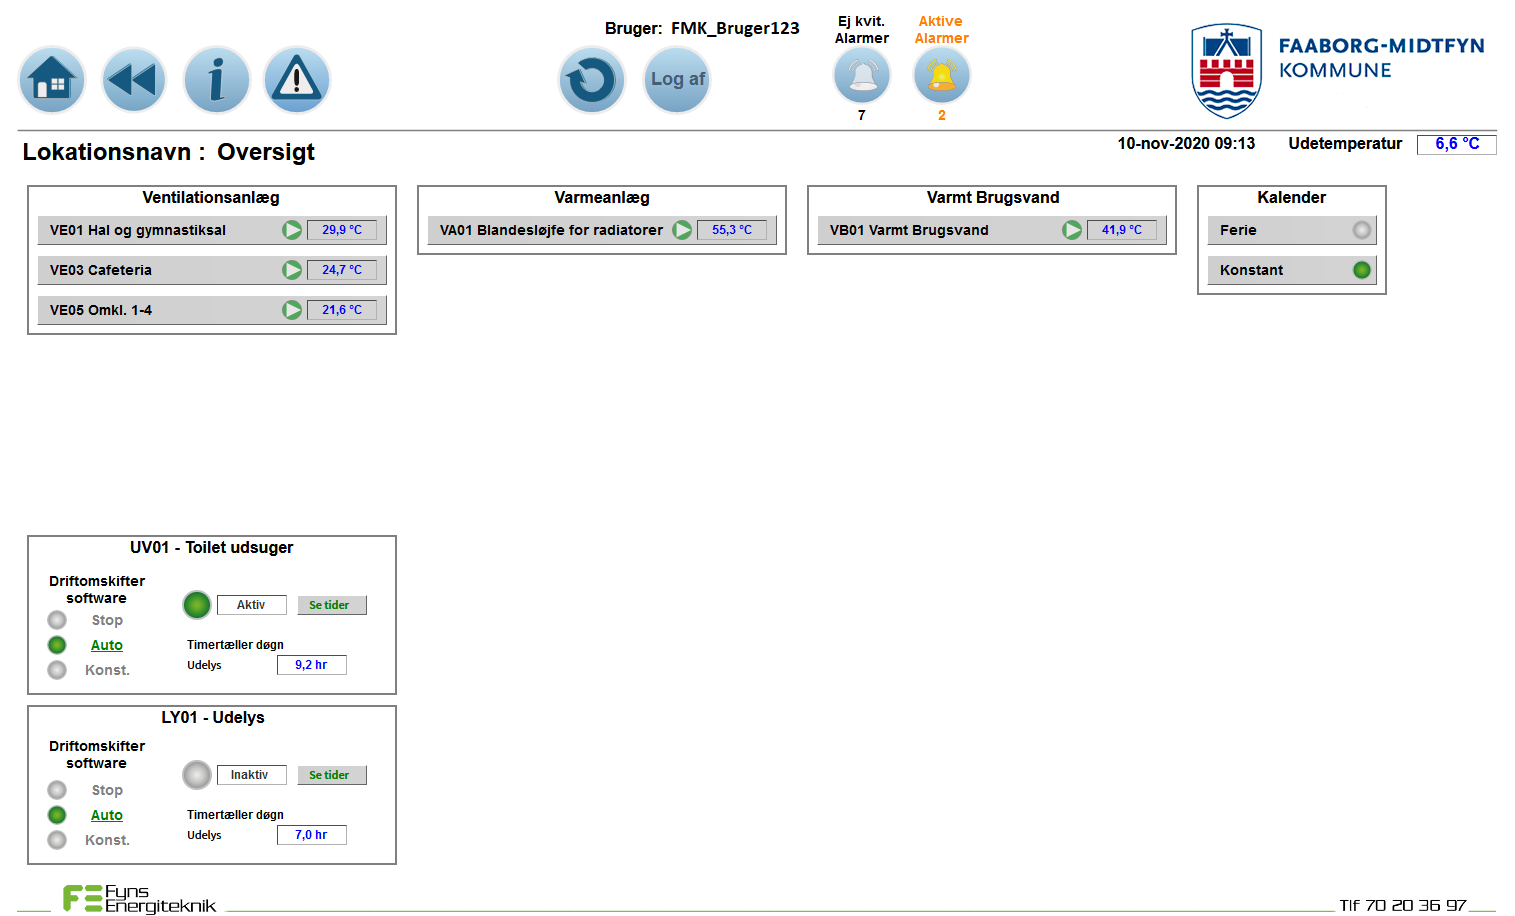 Bruger: FMK_Bruger123
Ej kvit.
Alarmer
Aktive
Alarmer
Log af
7
2
FAABORG-MIDTFYN
KOMMUNE
Lokationsnavn : Oversigt
10-nov-2020 09:13 Udetemperatur 6,6 °C
Ventilationsanlæg
VE01 Hal og gymnastiksal 29,9 °C
VE03 Cafeteria 24,7 °C
VE05 Omkl. 1-4 21,6 °C
Varmeanlæg
VA01 Blandesløjfe for radiatorer 55,3 °C
Varmt Brugsvand
VB01 Varmt Brugsvand 41,9 °C
Kalender
Ferie
Konstant
UV01 - Toilet udsuger
Driftomskifter
software
Stop
Auto
Konst.
Aktiv Se tider
Timertæller døgn
Udelys 9,2 hr
LY01 - Udelys
Driftomskifter
software
Stop
Auto
Konst.
Inaktiv Se tider
Timertæller døgn
Udelys 7,0 hr
FE Fyns
Energiteknik
Tlf 70 20 36 97